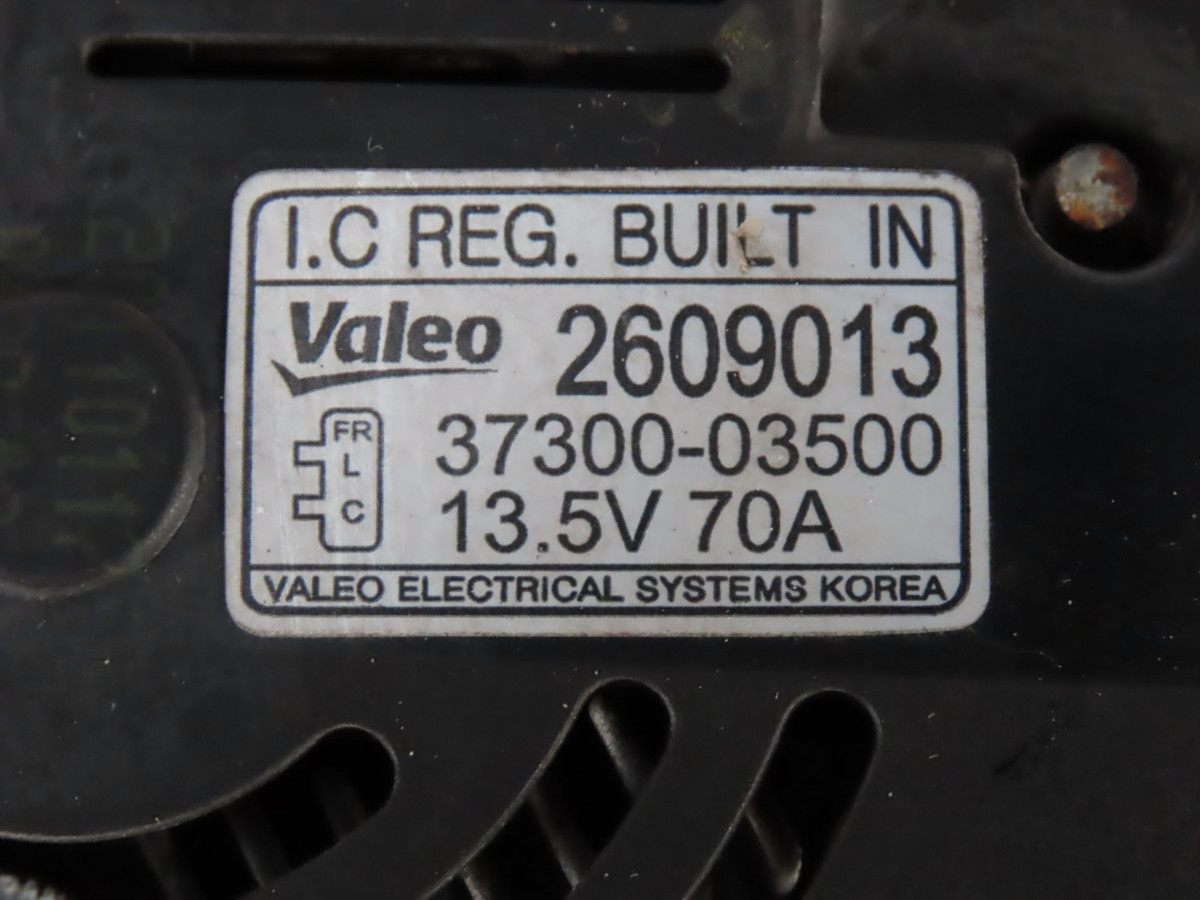 I.C REG. BUILT IN
Valeo 2609013
FR
L
C
37300-03500
13.5V 70A
VALEO ELECTRICAL SYSTEMS KOREA